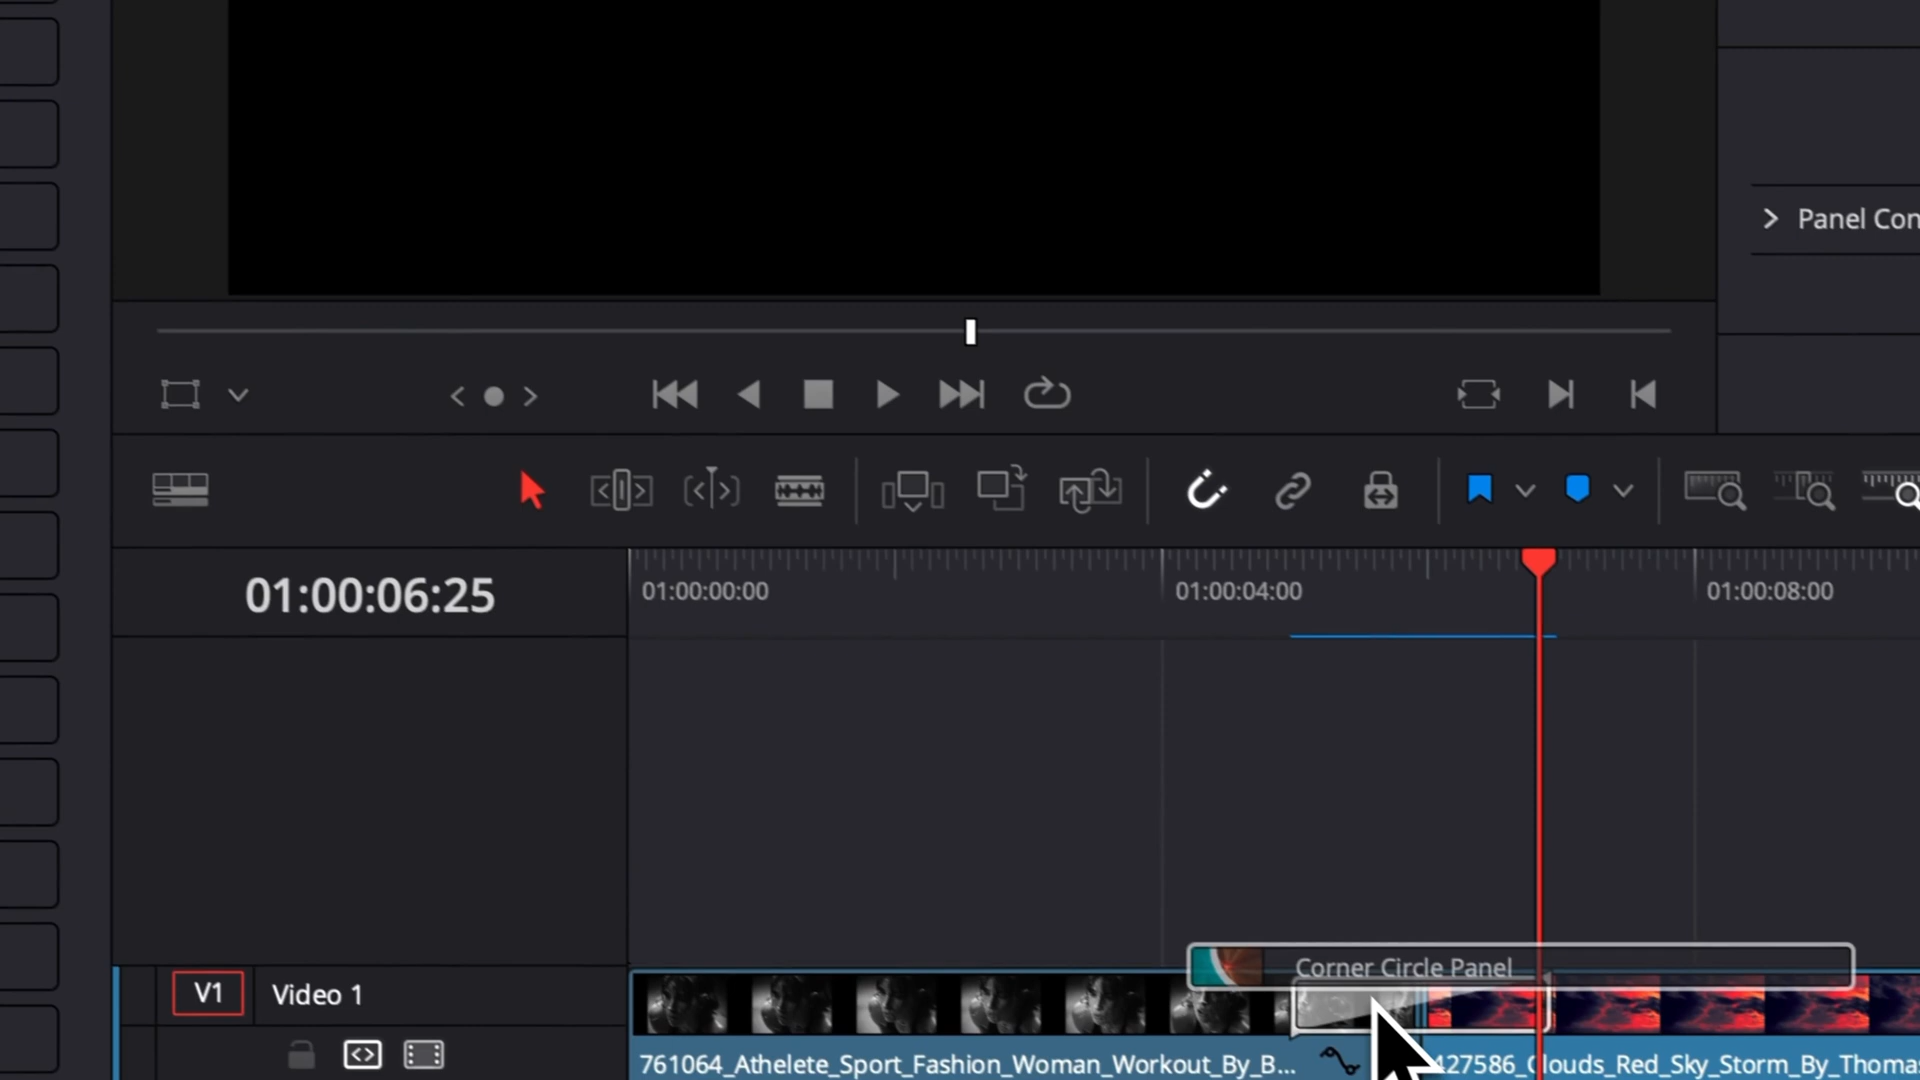 Panel Con
01:00:06:25
01:00:00:00
01:00:04:00
01:00:08:00
Corner Circle Panel
V1
Video 1
761064_Athelete_Sport_Fashion_Woman_Workout_By_B...
427586_Clouds_Red_Sky_Storm_By_Thoma